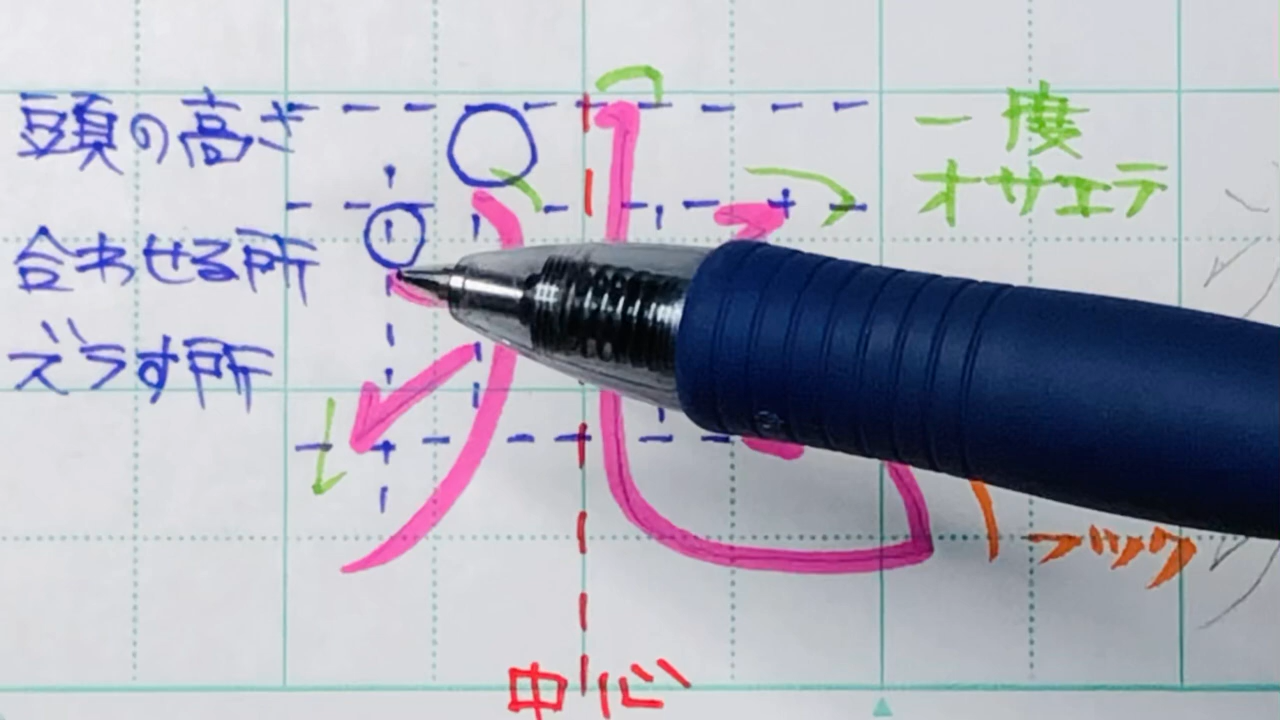 頭の高さ
合わせる所
ずらす所
一度
オサエテ
フック
中心